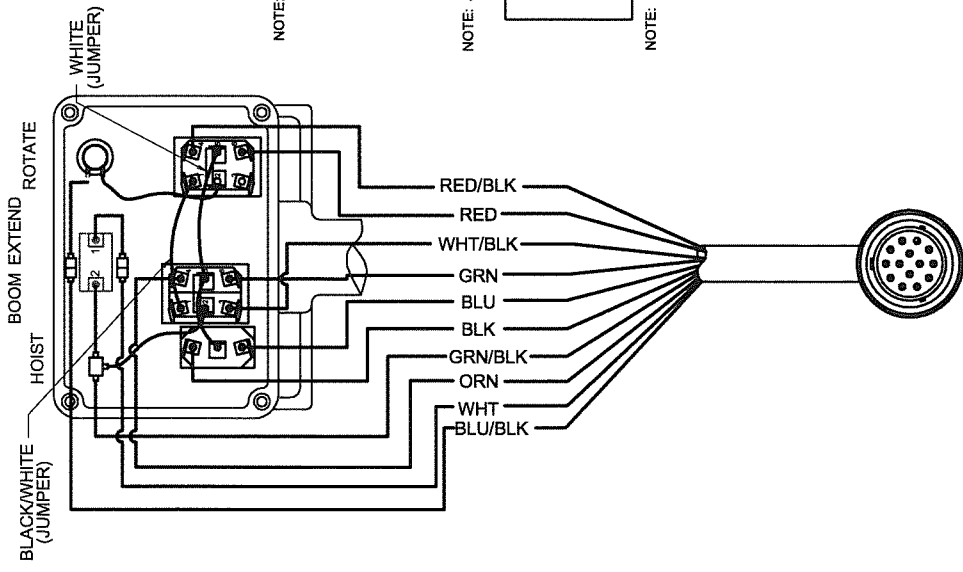 NOTE:
NOTE:
NOTE:
WHITE
(JUMPER)
ROTATE
BOOM EXTEND
HOIST
BLACK/WHITE
(JUMPER)
1
2
RED/BLK
RED
WHT/BLK
GRN
BLU
BLK
GRN/BLK
ORN
WHT
BLU/BLK